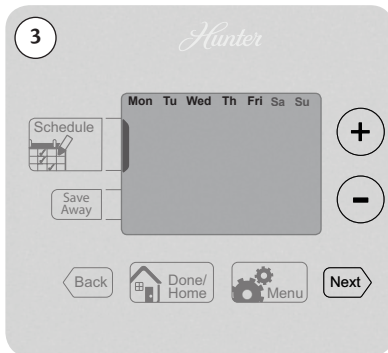 3
Hunter
Mon Tu Wed Th Fri Sa Su
Schedule
+
Save
Away
-
Back
Done/
Home
Menu
Next